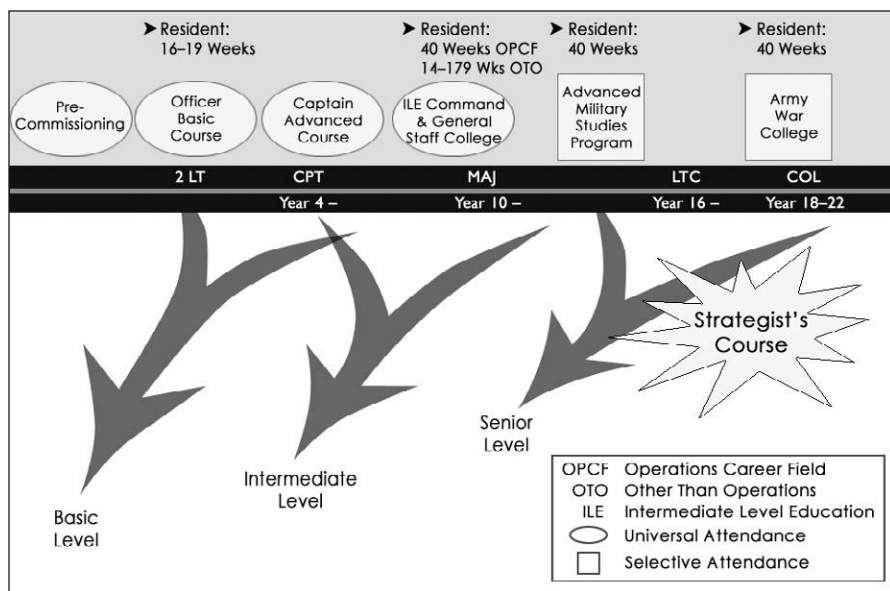 ➤ Resident:
16–19 Weeks
➤ Resident:
40 Weeks OPCF
14–179 Wks OTO
➤ Resident:
40 Weeks
➤ Resident:
40 Weeks
Pre-
Commissioning
Officer
Basic
Course
Captain
Advanced
Course
ILE Command
& General
Staff College
Advanced
Military
Studies
Program
Army
War
College
2 LT CPT MAJ LTC COL
Year 4 – Year 10 – Year 16 – Year 18–22
Strategist's
Course
Senior
Level
Intermediate
Level
Basic
Level
OPCF Operations Career Field
OTO Other Than Operations
ILE Intermediate Level Education
Universal Attendance
Selective Attendance